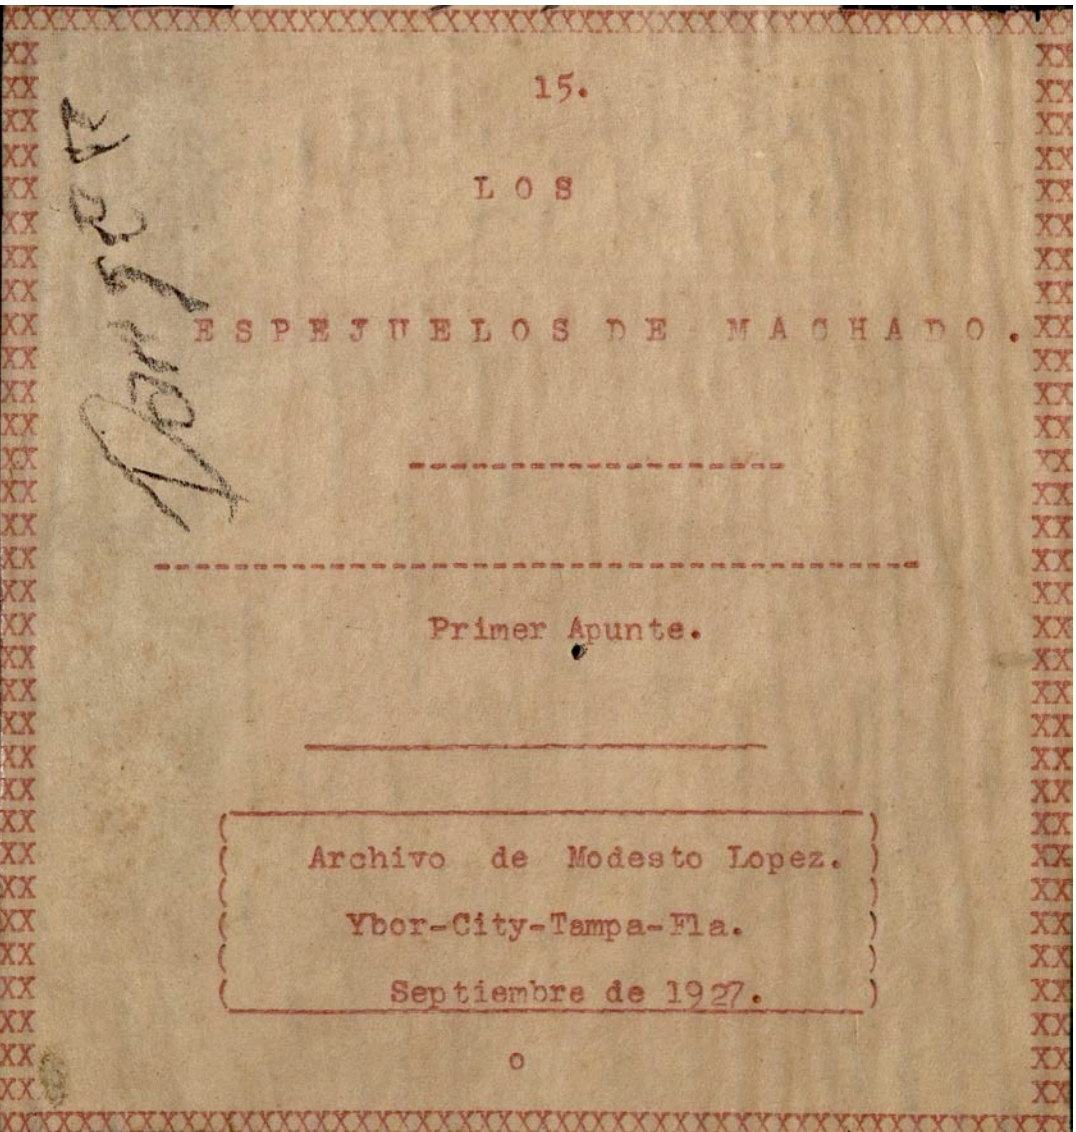 15.
LOS
ESPEJUELOS DE MACHADO.
Primer Apunte.
Archivo de Modesto Lopez.
Ybor-City-Tampa-Fla.
Septiembre de 1927.
o